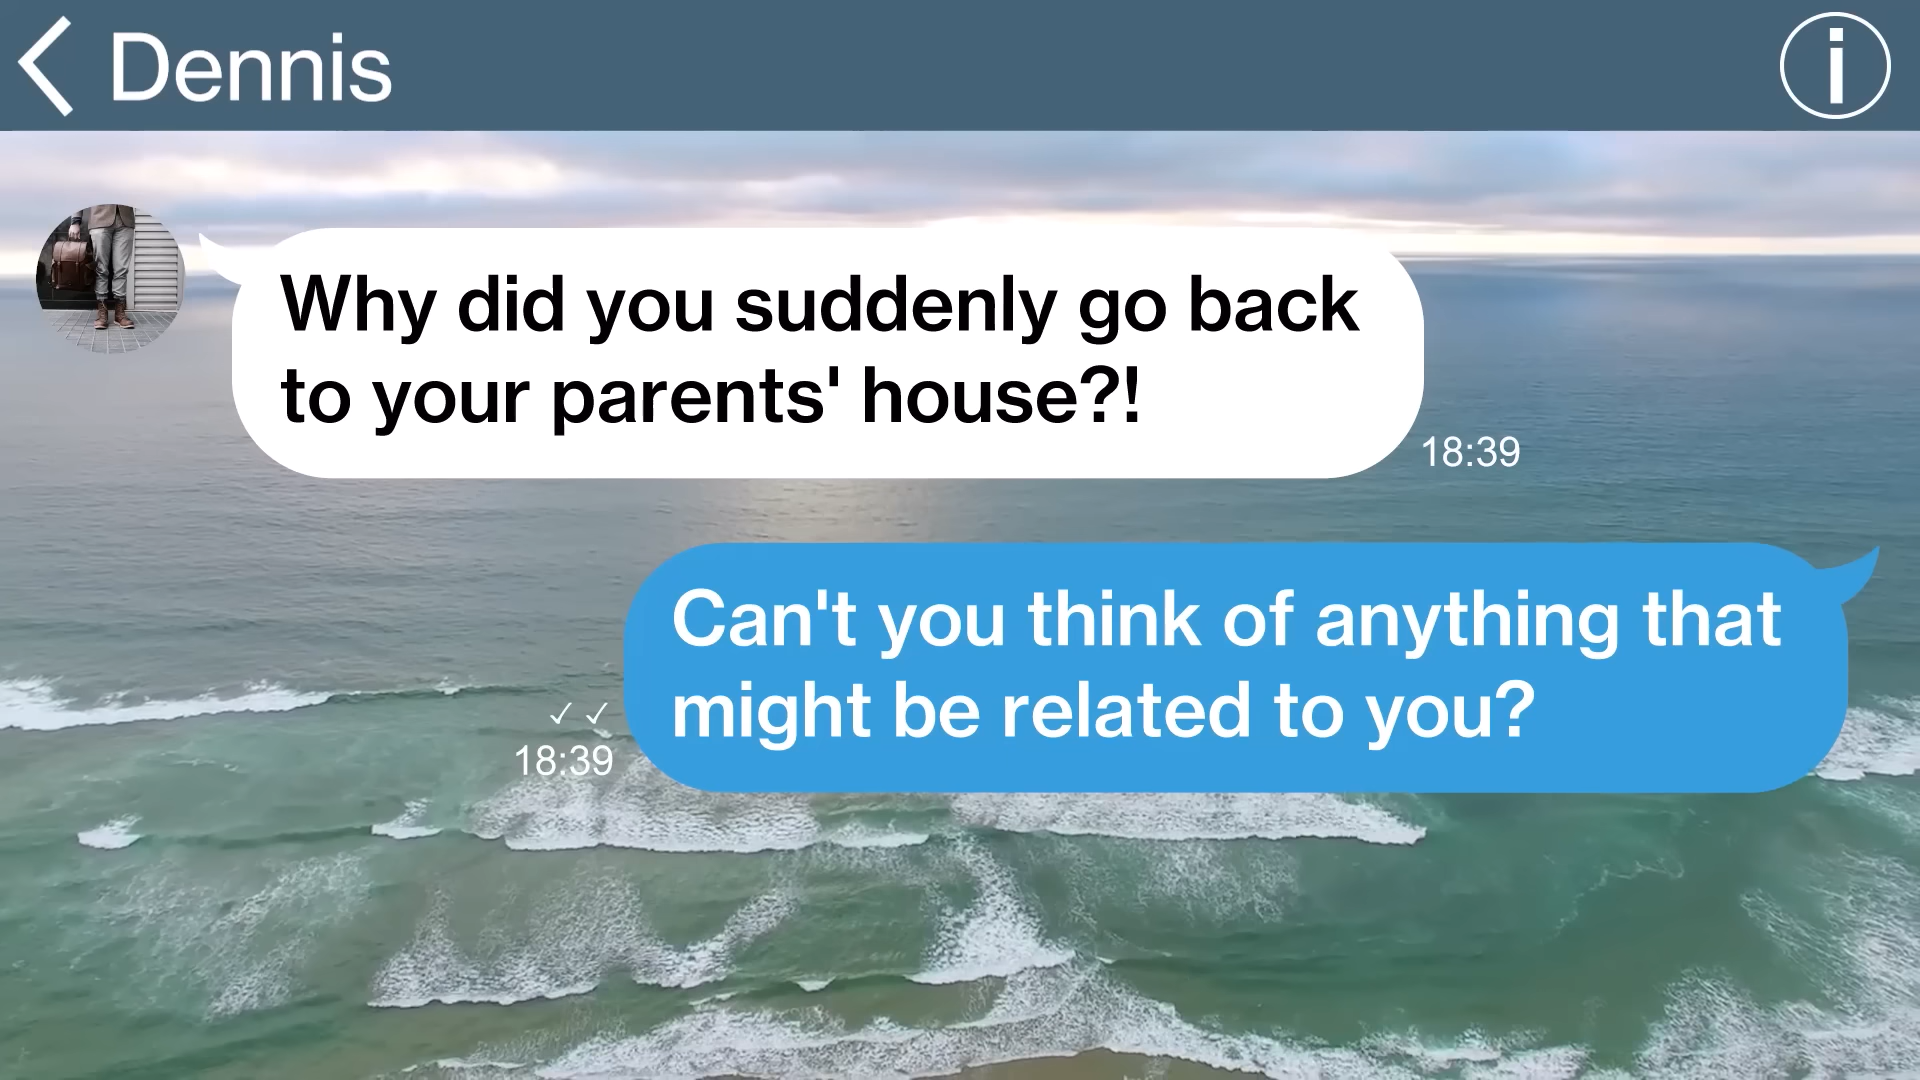 Dennis
Why did you suddenly go back
to your parents' house?!
18:39
Can't you think of anything that
might be related to you?
✓✓
18:39